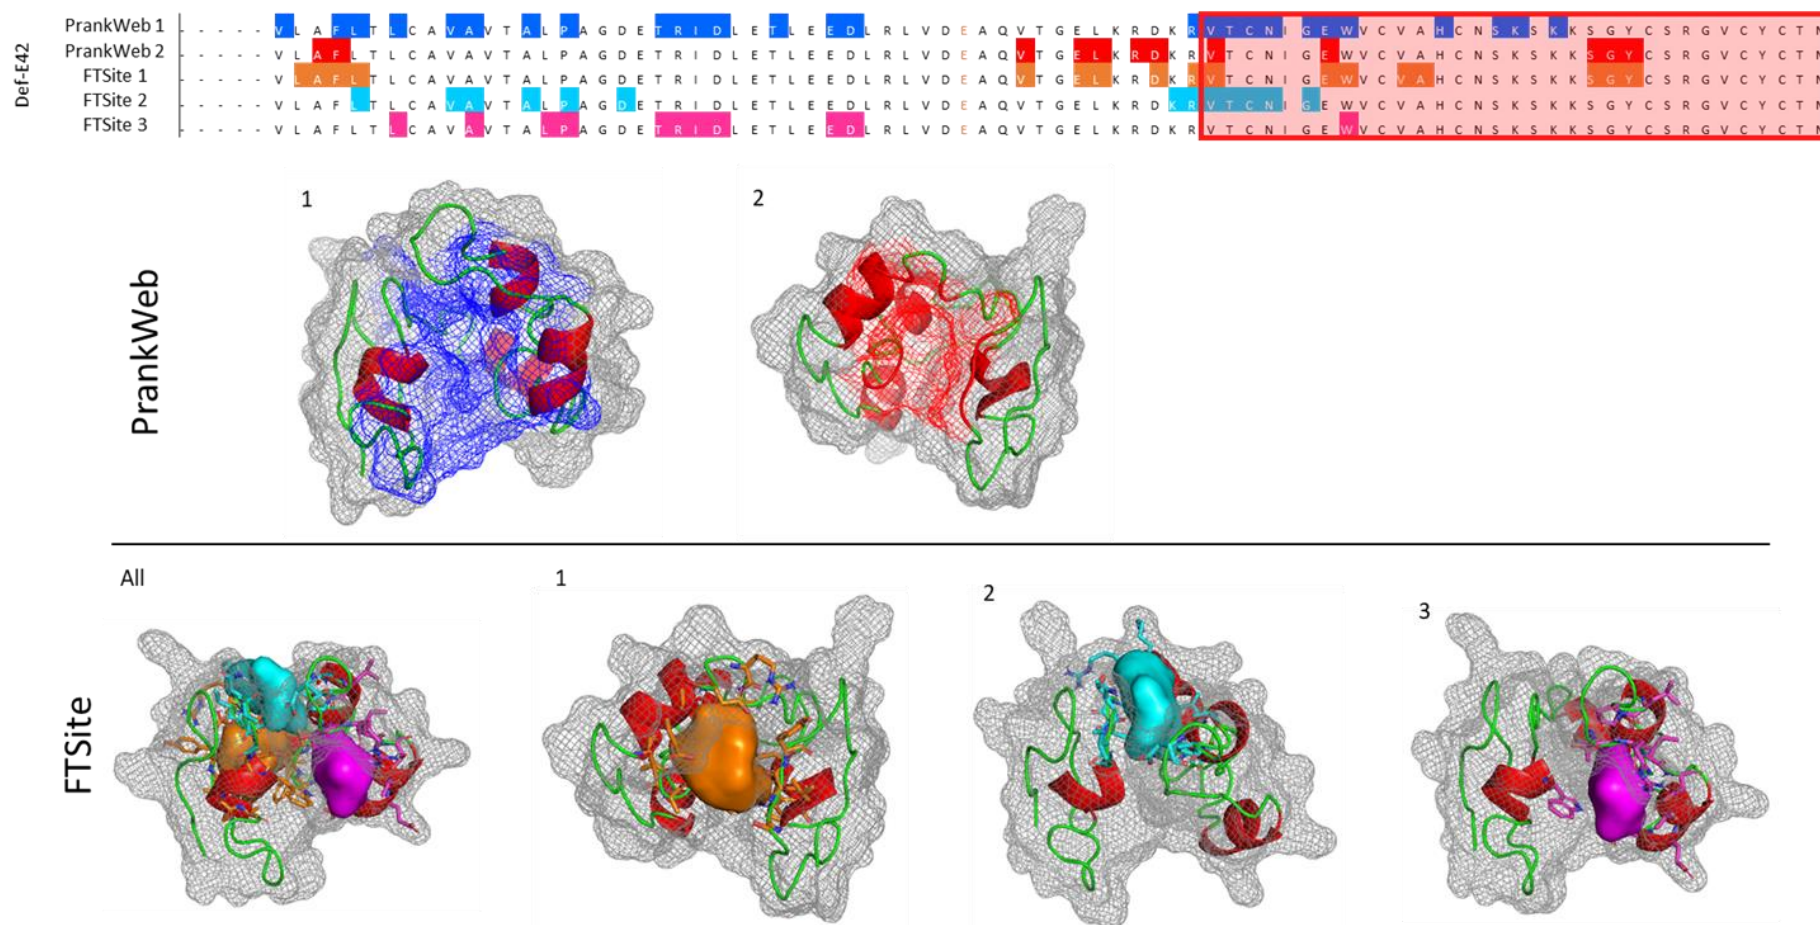 Def-E42
PrankWeb 1 - - - - - V L A F L T L C A V A V T A L P A G D E T R I D L E T L E E D L R L V D E A Q V T G E L K R D K R V T C N I G E W V C V A H C N S K S K K S G Y C S R G V C Y C T
PrankWeb 2 - - - - - V L A F L T L C A V A V T A L P A G D E T R I D L E T L E E D L R L V D E A Q V T G E L K R D K R V T C N I G E W V C V A H C N S K S K K S G Y C S R G V C Y C T
FTSite 1 - - - - - V L A F L T L C A V A V T A L P A G D E T R I D L E T L E E D L R L V D E A Q V T G E L K R D K R V T C N I G E W V C V A H C N S K S K K S G Y C S R G V C Y C T
FTSite 2 - - - - - V L A F L T L C A V A V T A L P A G D E T R I D L E T L E E D L R L V D E A Q V T G E L K R D K R V T C N I G E W V C V A H C N S K S K K S G Y C S R G V C Y C T
FTSite 3 - - - - - V L A F L T L C A V A V T A L P A G D E T R I D L E T L E E D L R L V D E A Q V T G E L K R D K R V T C N I G E W V C V A H C N S K S K K S G Y C S R G V C Y C T
PrankWeb
1
2
FTSite
All
1
2
3